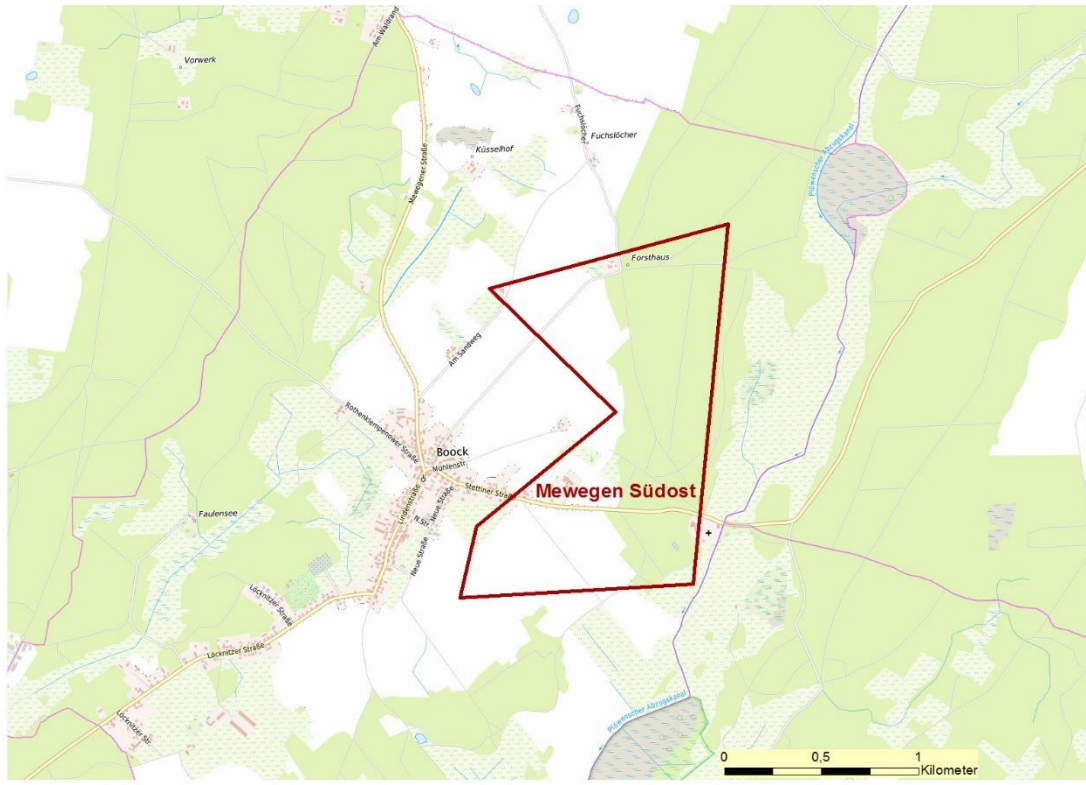 Am Waldrand
Vorwerk
Fuchslöcher
Fuchslöcher
Küsselhof
Mewegener Straße
Plöwenscher Abzugskanal
Forsthaus
Am Sandweg
Rothenklempenower Straße
Boock
Mühlenstr.
Stettiner Straße
Mewegen Südost
Lindenstraße
Neue Straße
N.Str.
Faulensee
Neue Straße
Löcknitzer Straße
Löcknitzer Straße
Löcknitzer Str.
Plöwenscher Abzugskanal
0 0,5 1
Kilometer